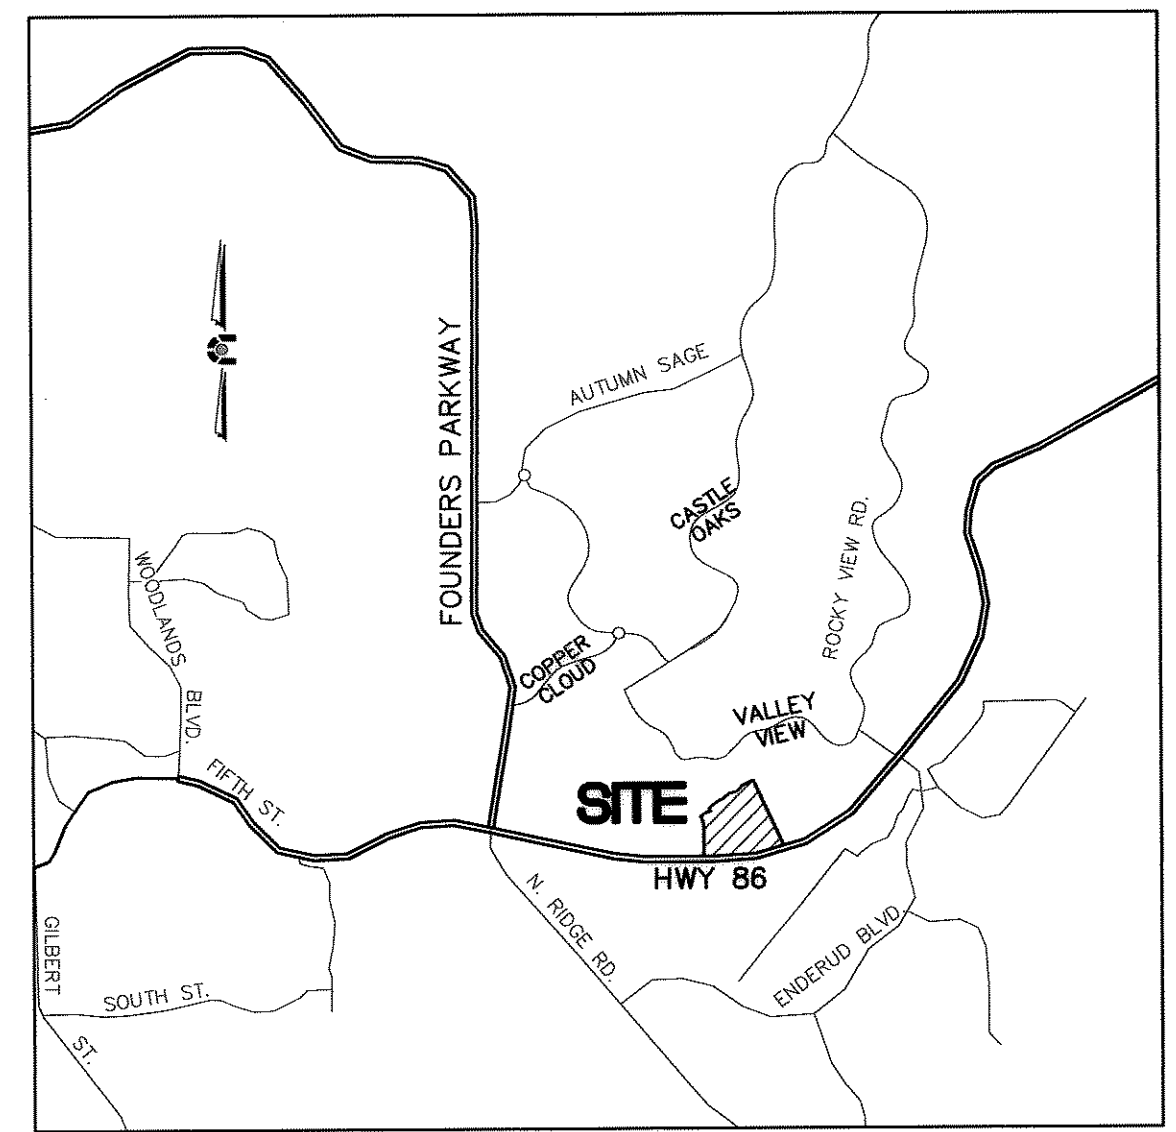 FOUNDERS PARKWAY
AUTUMN SAGE
CASTLE
OAKS
ROCKY VIEW RD.
WOODLANDS
BLVD.
COPPER
CLOUD
VALLEY
VIEW
FIFTH ST.
SITE
HWY 86
N. RIDGE RD.
GILBERT
ST.
SOUTH ST.
ENDERUD BLVD.